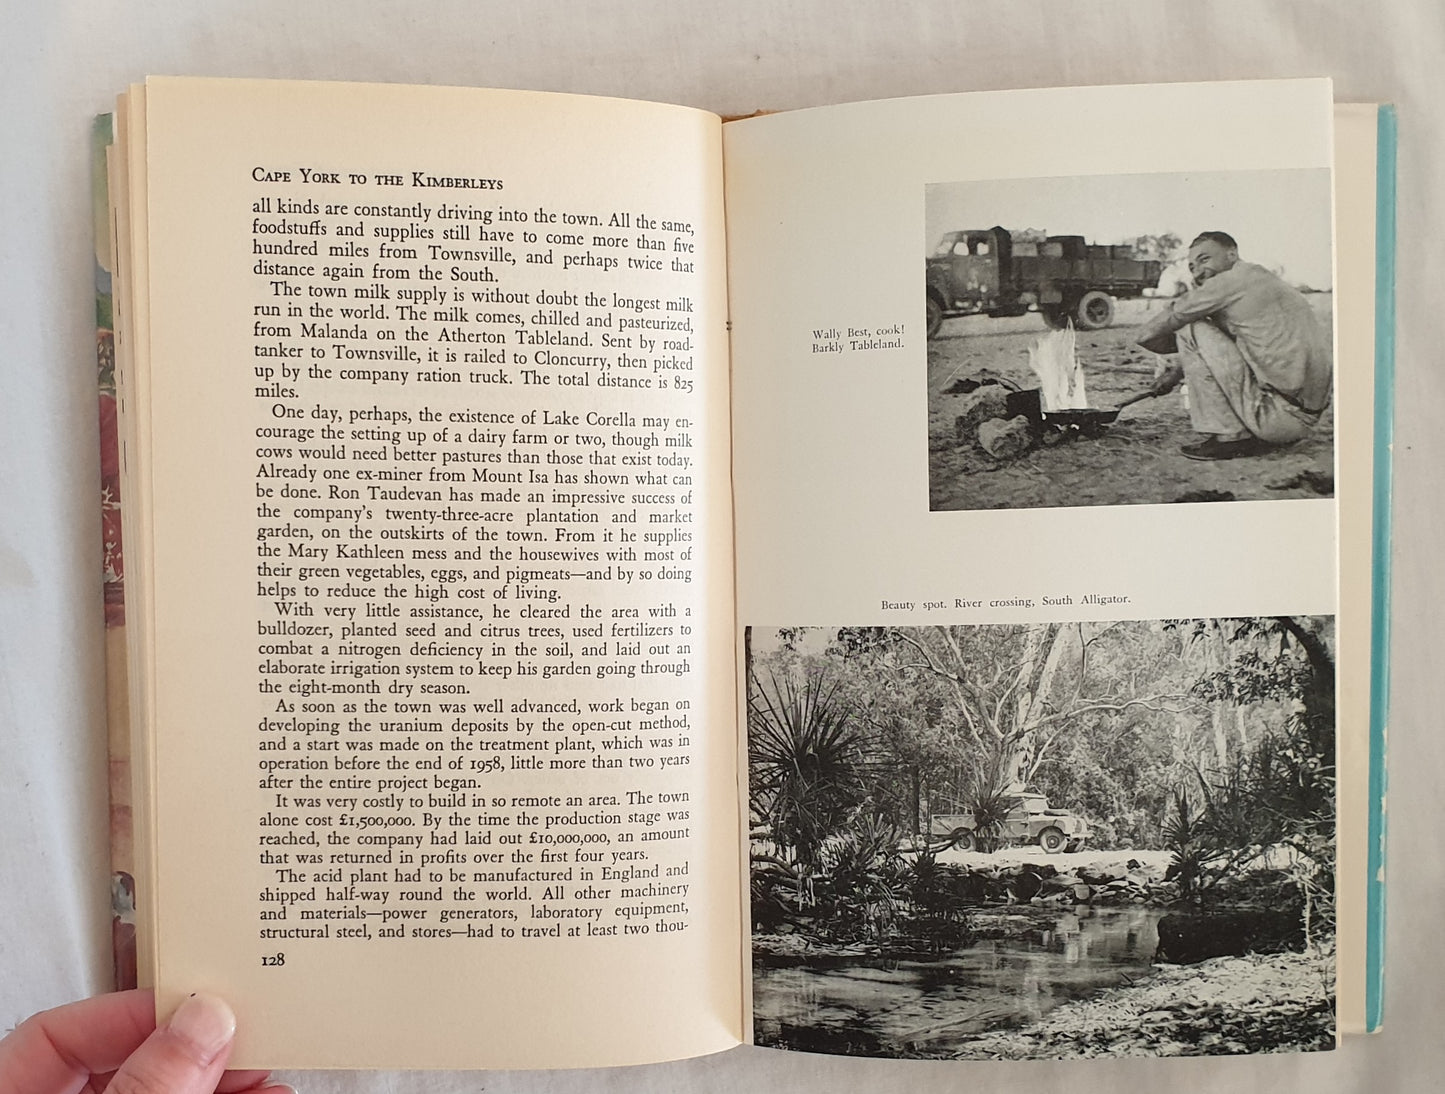 CAPE YORK TO THE KIMBERLEYS
all kinds are constantly driving into the town. All the same,
foodstuffs and supplies still have to come more than five
hundred miles from Townsville, and perhaps twice that
distance again from the South.
The town milk supply is without doubt the longest milk
run in the world. The milk comes, chilled and pasteurized,
from Malanda on the Atherton Tableland. Sent by road-
tanker to Townsville, it is railed to Cloncurry, then picked
up by the company ration truck. The total distance is 825
miles.
One day, perhaps, the existence of Lake Corella may en-
courage the setting up of a dairy farm or two, though milk
cows would need better pastures than those that exist today.
Already one ex-miner from Mount Isa has shown what can
be done. Ron Taudevan has made an impressive success of
the company's twenty-three-acre plantation and market
garden, on the outskirts of the town. From it he supplies
the Mary Kathleen mess and the housewives with most of
their green vegetables, eggs, and pigmeats—and by so doing
helps to reduce the high cost of living.
With very little assistance, he cleared the area with a
bulldozer, planted seed and citrus trees, used fertilizers to
combat a nitrogen deficiency in the soil, and laid out an
elaborate irrigation system to keep his garden going through
the eight-month dry season.
As soon as the town was well advanced, work began on
developing the uranium deposits by the open-cut method,
and a start was made on the treatment plant, which was in
operation before the end of 1958, little more than two years
after the entire project began.
It was very costly to build in so remote an area. The town
alone cost £1,500,000. By the time the production stage was
reached, the company had laid out £10,000,000, an amount
that was returned in profits over the first four years.
The acid plant had to be manufactured in England and
shipped half-way round the world. All other machinery
and materials—power generators, laboratory equipment,
structural steel, and stores—had to travel at least two thou-
128
Wally Best, cook!
Barkly Tableland.
Beauty spot. River crossing, South Alligator.